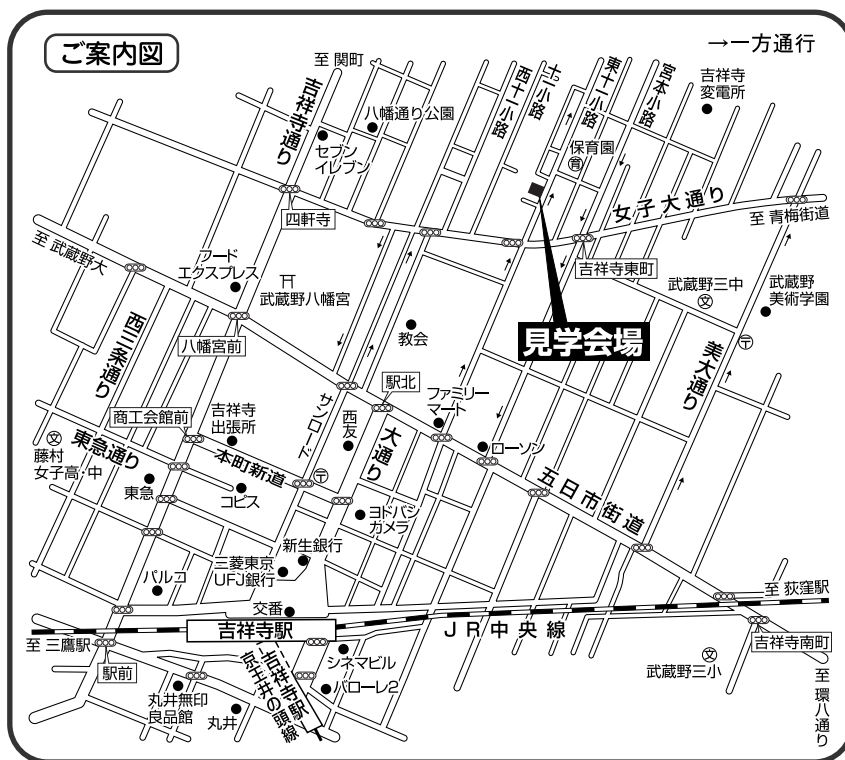 ご案内図
→一方通行
至 関町
吉祥寺通り
八幡通り公園
セブン
イレブン
西十一小路
十二小路
東十一小路
宮本小路
吉祥寺
変電所
保育園
四軒寺
女子大通り
至 青梅街道
至 武蔵野大
フード
エクスプレス
武蔵野八幡宮
吉祥寺東町
武蔵野三中
文
武蔵野
美術学園
教会
見学会場
八幡宮前
西三条通り
美大通り
〒
駅北
ファミリー
マート
商工会館前
吉祥寺
出張所
サンロード
西友
大通り
ローソン
文
藤村
女子高・中
東急通り
本町新道
〒
東急
コピス
ヨドバシ
カメラ
五日市街道
新生銀行
三菱東京
UFJ銀行
パルコ
交番
至 荻窪駅
吉祥寺駅
JR中央線
至 三鷹駅
駅前
シネマビル
吉祥寺駅
京王井の頭線
バローレ2
丸井無印
良品館
丸井
文
武蔵野三小
吉祥寺南町
至 環八通り